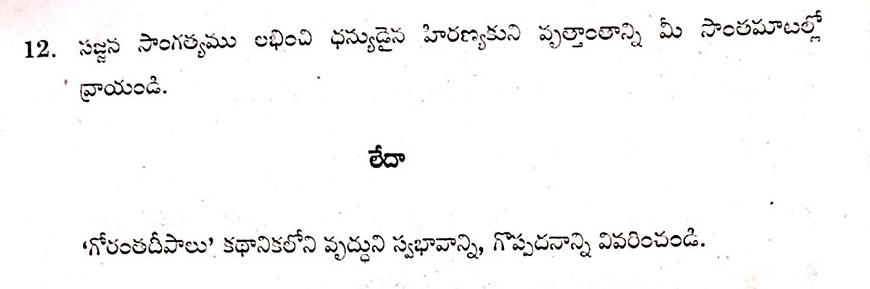 12. సజ్జన సాంగత్యము లభించి ధన్యుడైన హిరణ్యకుని వృత్తాంతాన్ని మీ సొంతమాటల్లో
వ్రాయండి.
లేదా
‘గోరంతదీపాలు’ కథానికలోని వృద్ధుని స్వభావాన్ని, గొప్పదనాన్ని వివరించండి.